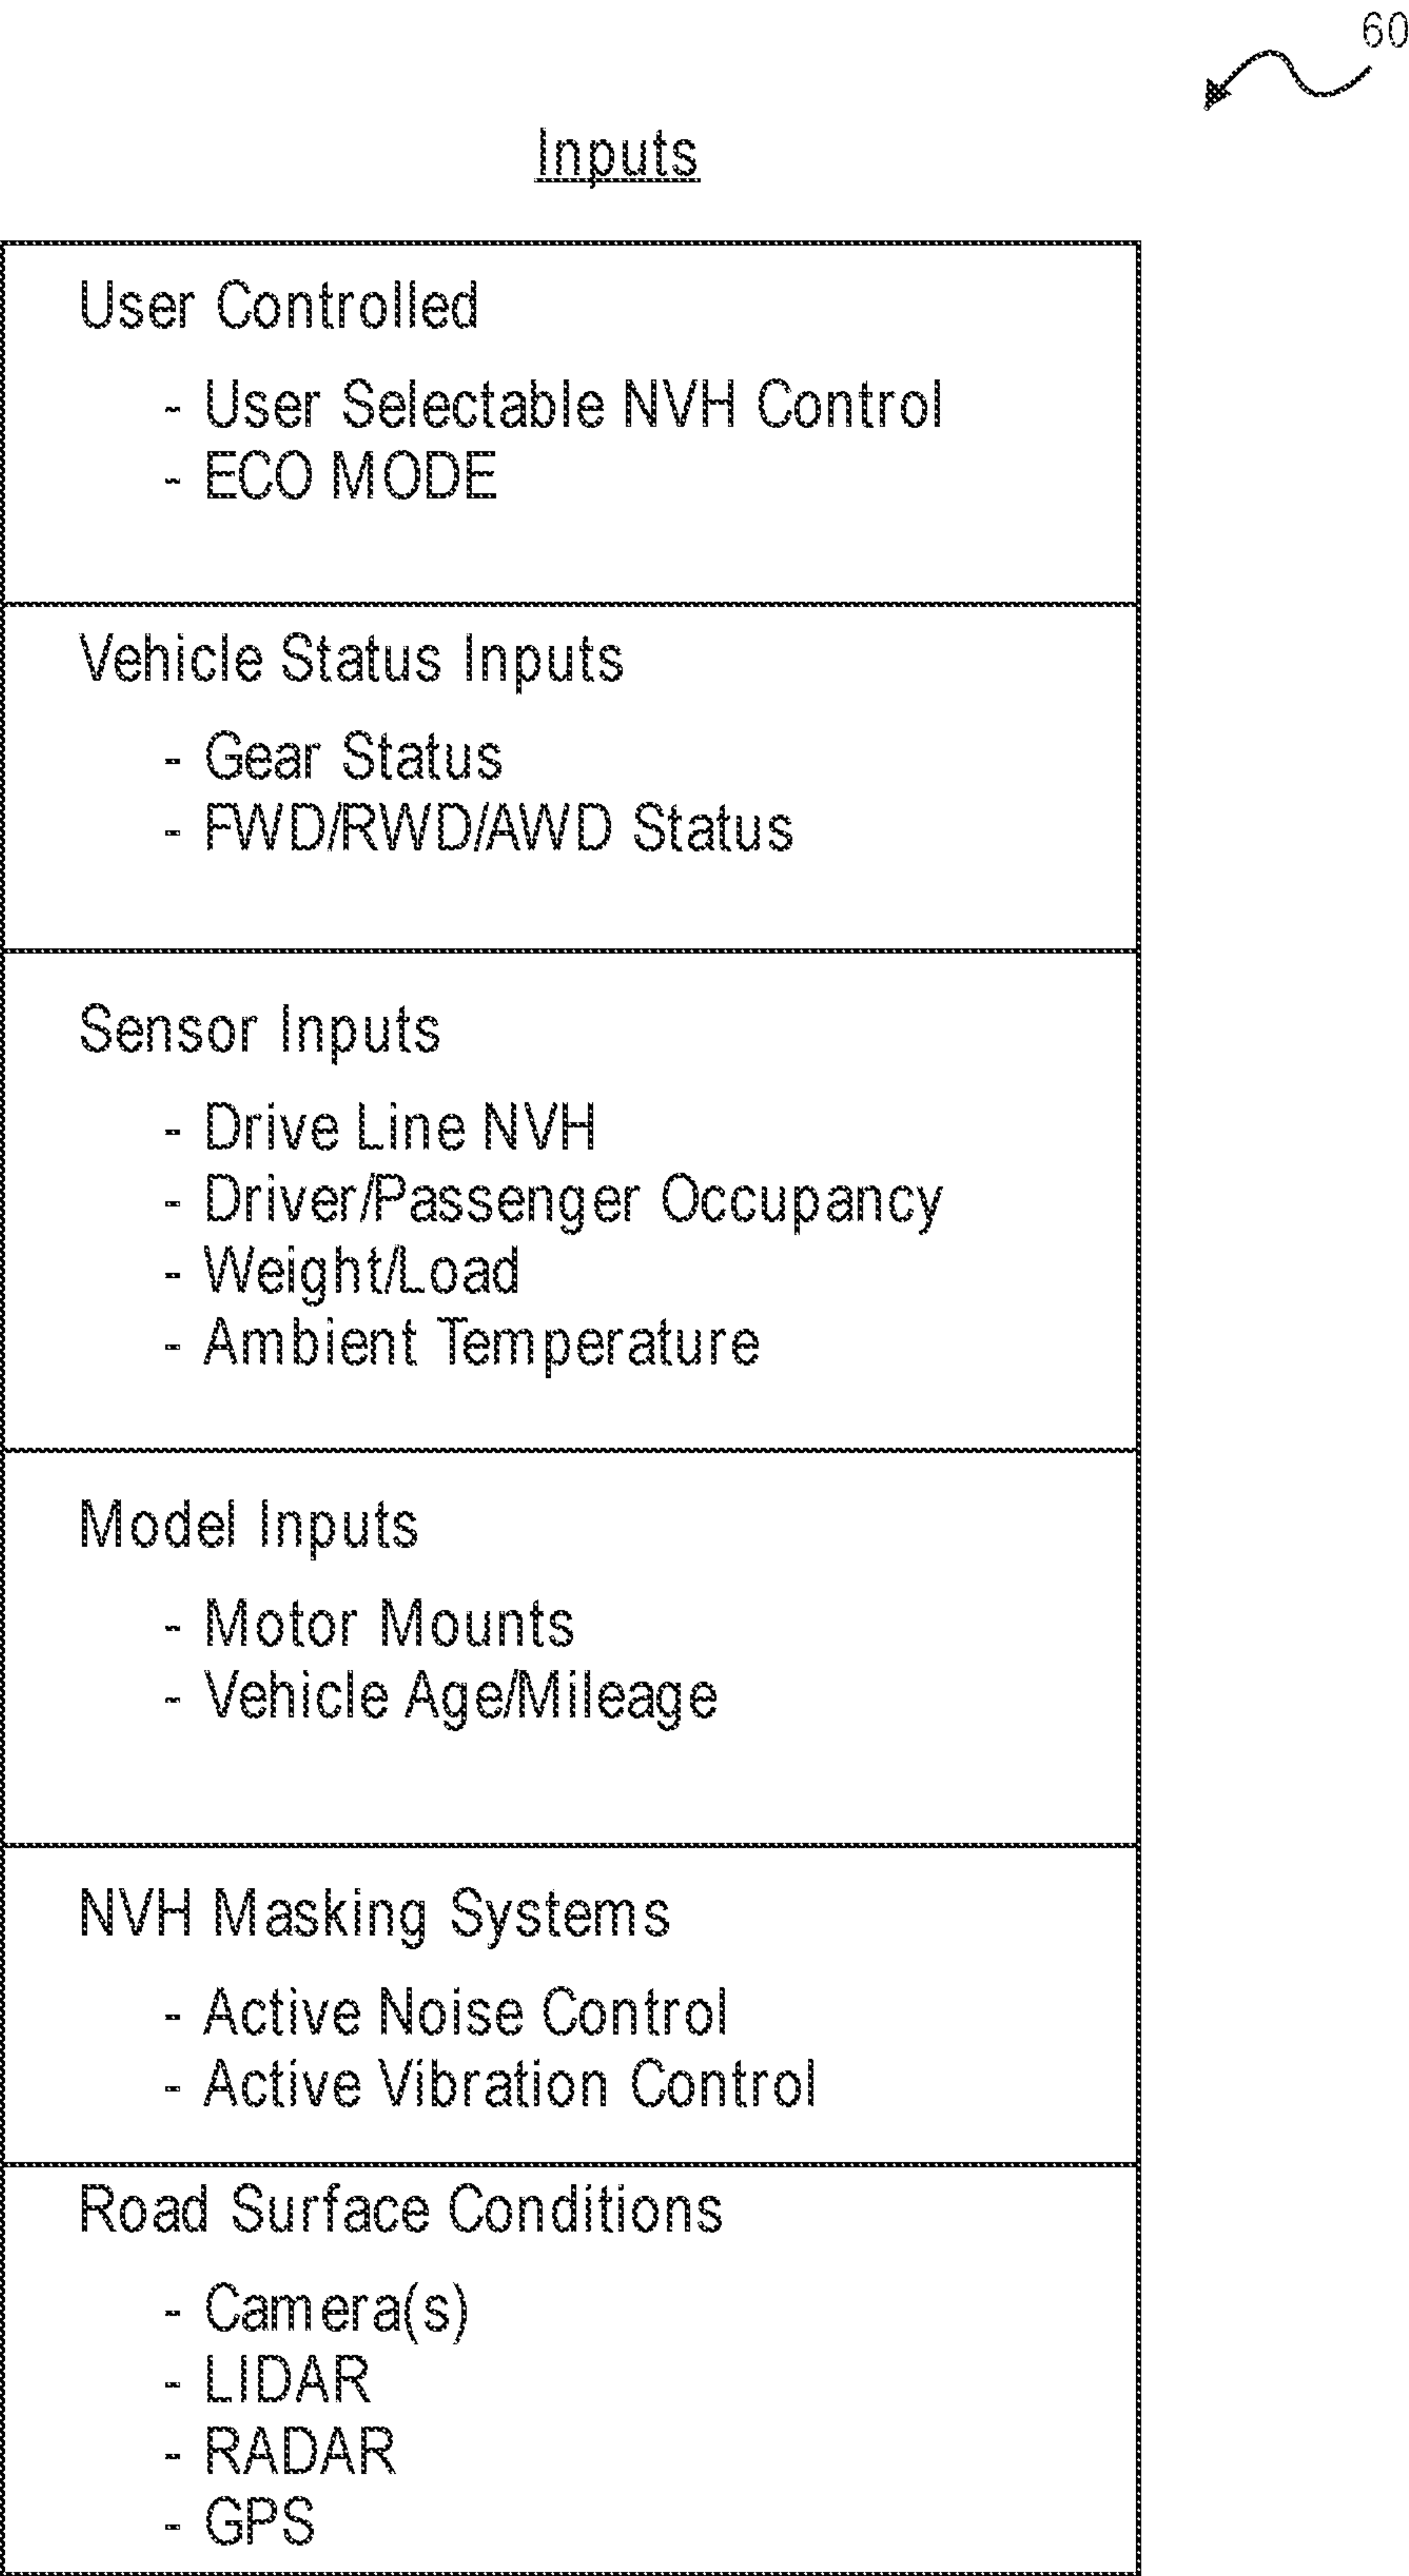 60
Inputs
User Controlled
- User Selectable NVH Control
- ECO MODE
Vehicle Status Inputs
- Gear Status
- FWD/RWD/AWD Status
Sensor Inputs
- Drive Line NVH
- Driver/Passenger Occupancy
- Weight/Load
- Ambient Temperature
Model Inputs
- Motor Mounts
- Vehicle Age/Mileage
NVH Masking Systems
- Active Noise Control
- Active Vibration Control
Road Surface Conditions
- Camera(s)
- LIDAR
- RADAR
- GPS